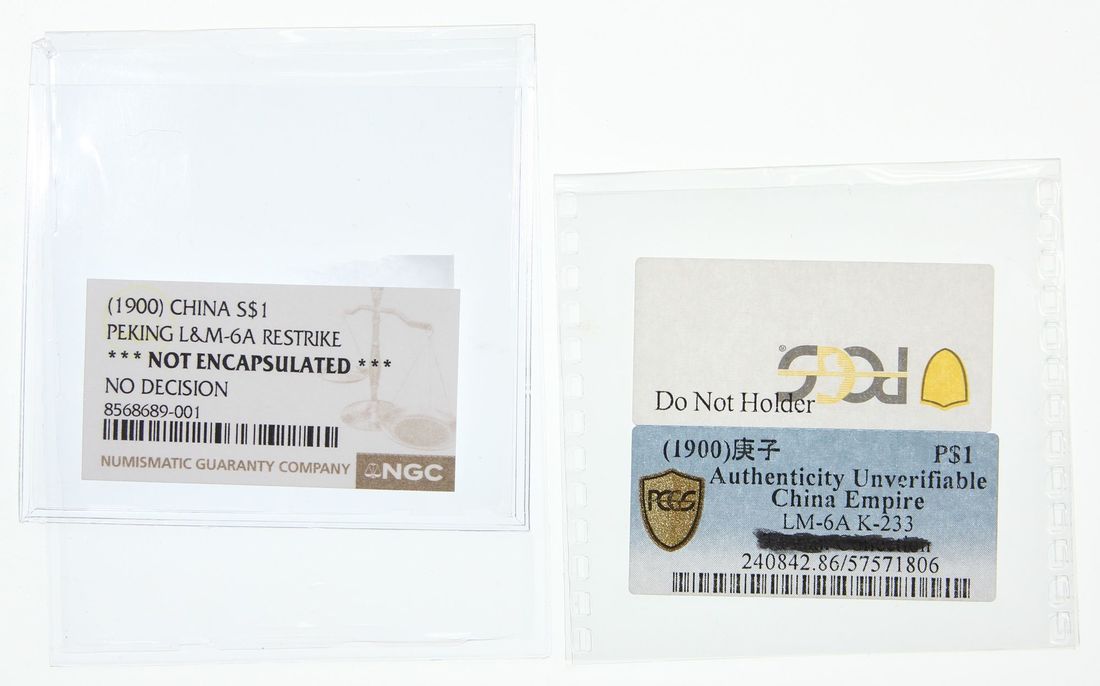 (1900) CHINA S$1
PEKING L&M-6A RESTRIKE
*** NOT ENCAPSULATED ***
NO DECISION
8568689-001
NUMISMATIC GUARANTY COMPANY NGC
PCGS®
Do Not Holder
(1900)庚子 P$1
Authenticity Unverifiable
PCGS China Empire
LM-6A K-233
240842.86/57571806